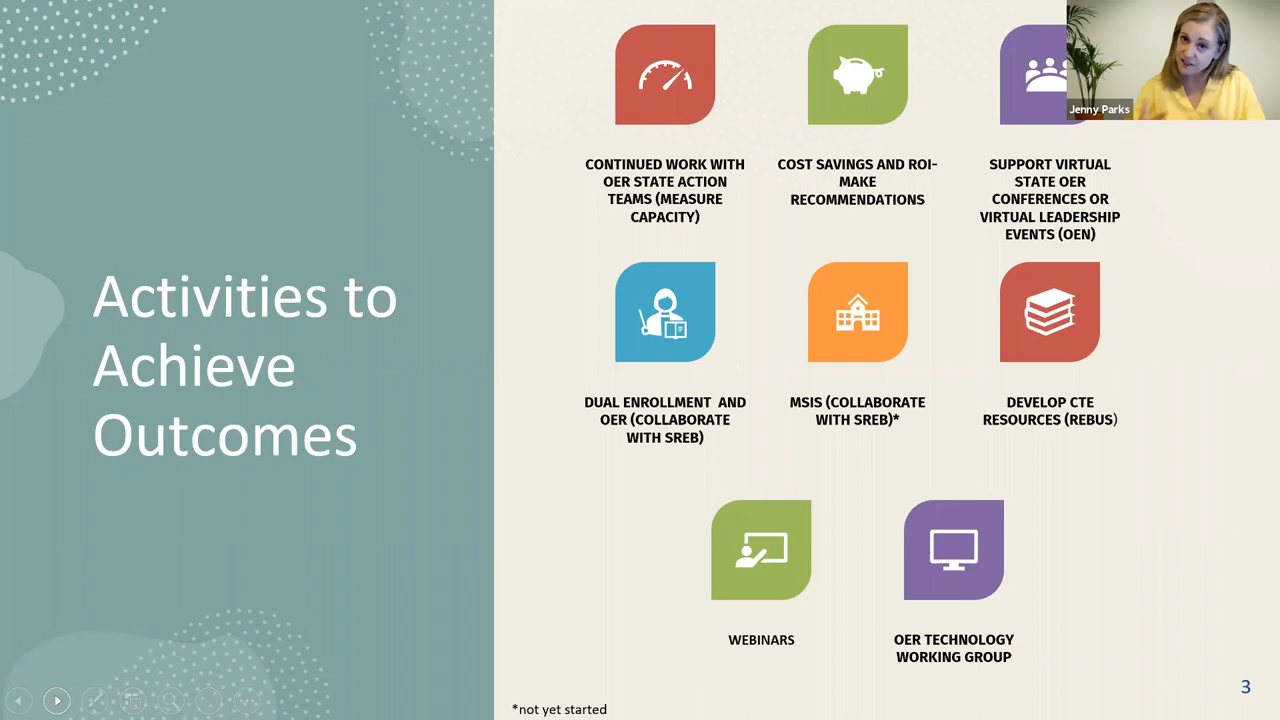 Activities to
Achieve
Outcomes
Jenny Parks
CONTINUED WORK WITH
OER STATE ACTION
TEAMS (MEASURE
CAPACITY)
COST SAVINGS AND ROI-
MAKE
RECOMMENDATIONS
SUPPORT VIRTUAL
STATE OER
CONFERENCES OR
VIRTUAL LEADERSHIP
EVENTS (OEN)
DUAL ENROLLMENT AND
OER (COLLABORATE
WITH SREB)
MSIS (COLLABORATE
WITH SREB)*
DEVELOP CTE
RESOURCES (REBUS)
WEBINARS
OER TECHNOLOGY
WORKING GROUP
*not yet started
3